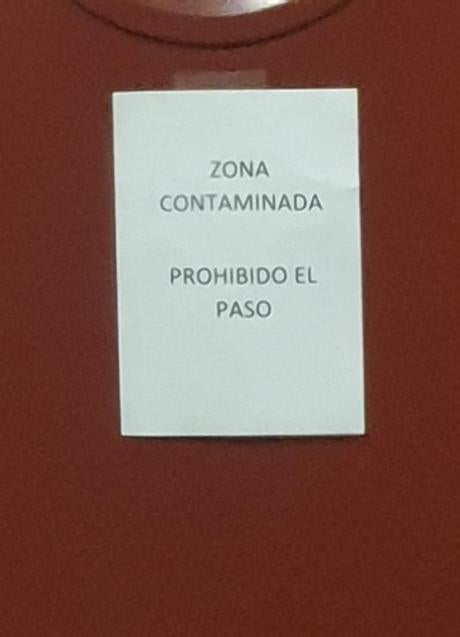 ZONA
CONTAMINADA
PROHIBIDO EL
PASO